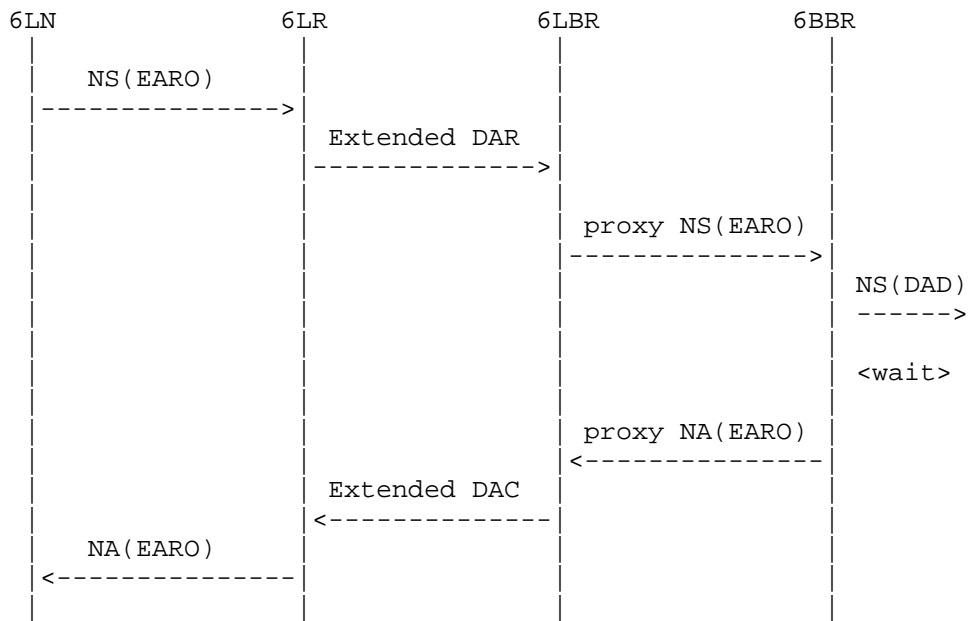 6LN 6LR 6LBR 6BBR
NS(EARO)
Extended DAR
proxy NS(EARO)
NS(DAD)
<wait>
proxy NA(EARO)
Extended DAC
NA(EARO)